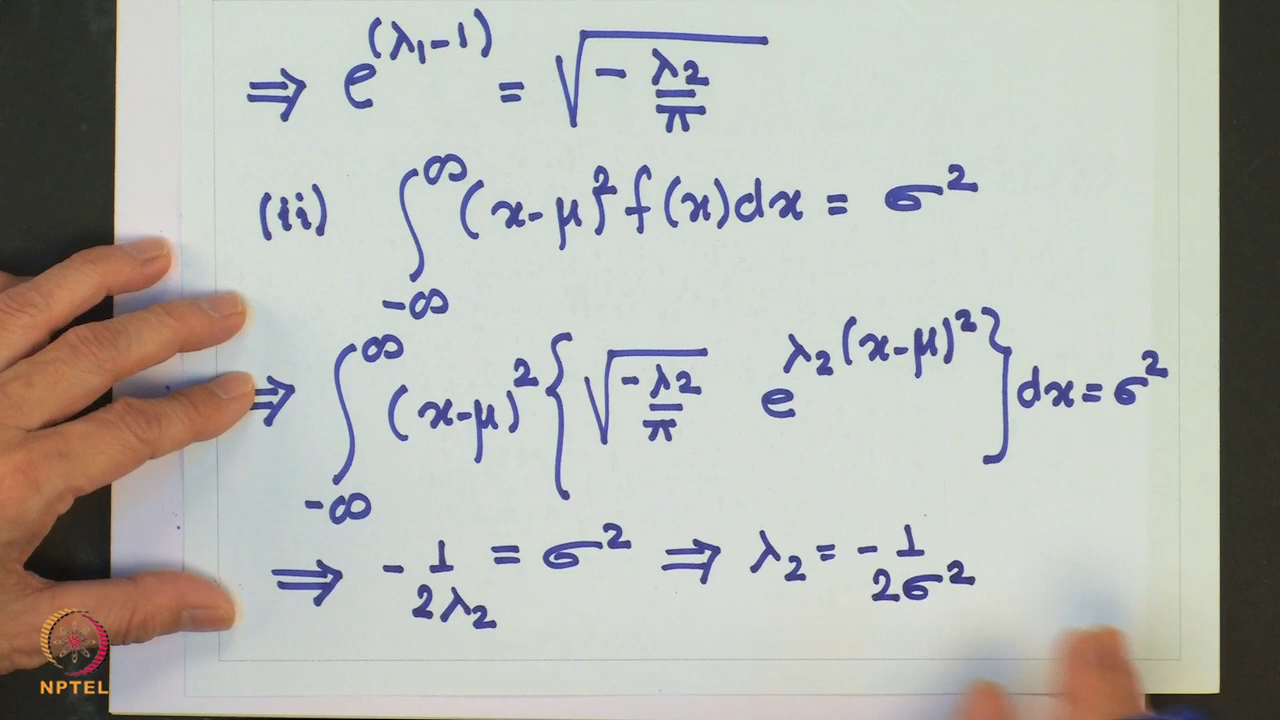 ⇒ e^(λ₁-1) = √(-λ₂/π)
(ii) ∫_{-∞}^{∞} (x-μ)² f(x)dx = σ²
⇒ ∫_{-∞}^{∞} (x-μ)² {√(-λ₂/π) e^{λ₂(x-μ)²}} dx = σ²
⇒ -1/2λ₂ = σ² ⇒ λ₂ = -1/2σ²
NPTEL